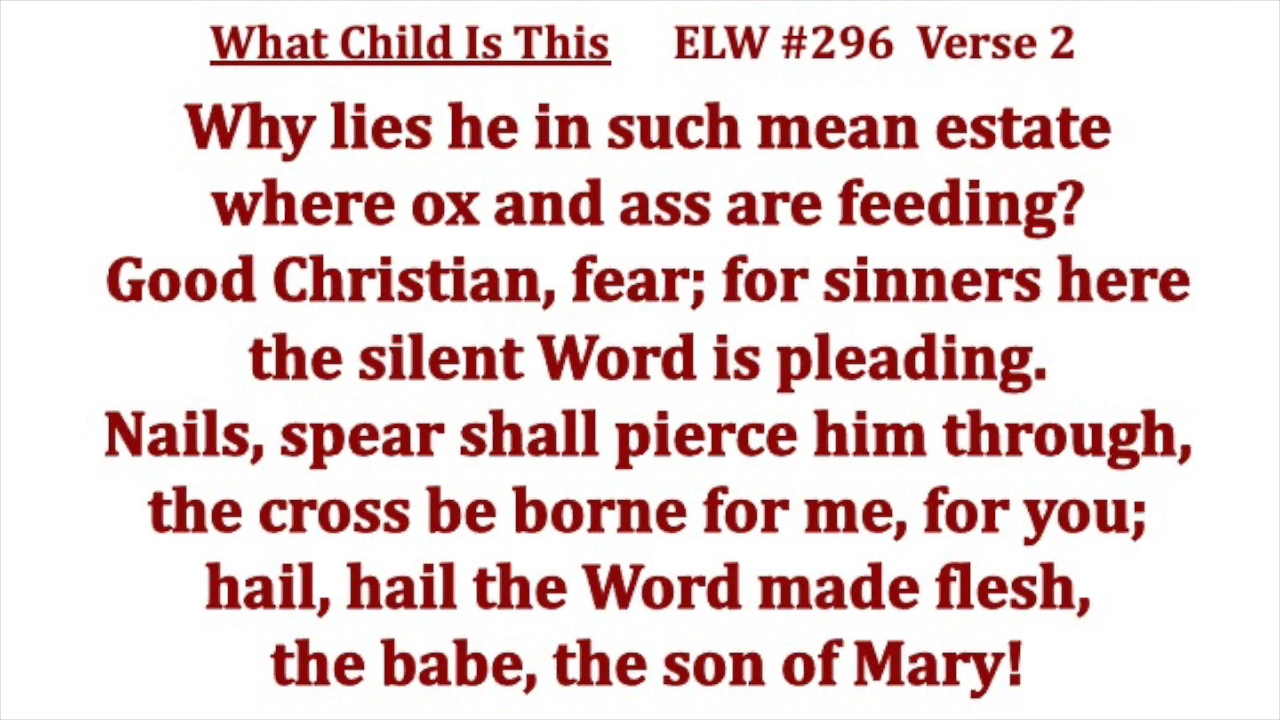 What Child Is This ELW #296 Verse 2
Why lies he in such mean estate
where ox and ass are feeding?
Good Christian, fear; for sinners here
the silent Word is pleading.
Nails, spear shall pierce him through,
the cross be borne for me, for you;
hail, hail the Word made flesh,
the babe, the son of Mary!